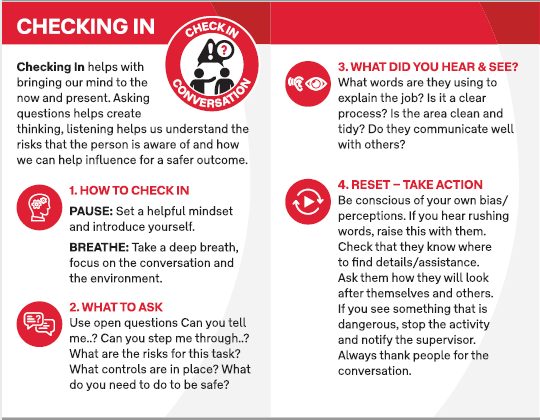 CHECKING IN
CHECK IN
?
CONVERSATION
Checking In helps with
bringing our mind to the
now and present. Asking
questions helps create
thinking, listening helps us understand the
risks that the person is aware of and how
we can help influence for a safer outcome.
1. HOW TO CHECK IN
PAUSE: Set a helpful mindset
and introduce yourself.
BREATHE: Take a deep breath,
focus on the conversation and
the environment.
2. WHAT TO ASK
Use open questions Can you tell
me..? Can you step me through..?
What are the risks for this task?
What controls are in place? What
do you need to do to be safe?
3. WHAT DID YOU HEAR & SEE?
What words are they using to
explain the job? Is it a clear
process? Is the area clean and
tidy? Do they communicate well
with others?
4. RESET – TAKE ACTION
Be conscious of your own bias/
perceptions. If you hear rushing
words, raise this with them.
Check that they know where
to find details/assistance.
Ask them how they will look
after themselves and others.
If you see something that is
dangerous, stop the activity
and notify the supervisor.
Always thank people for the
conversation.